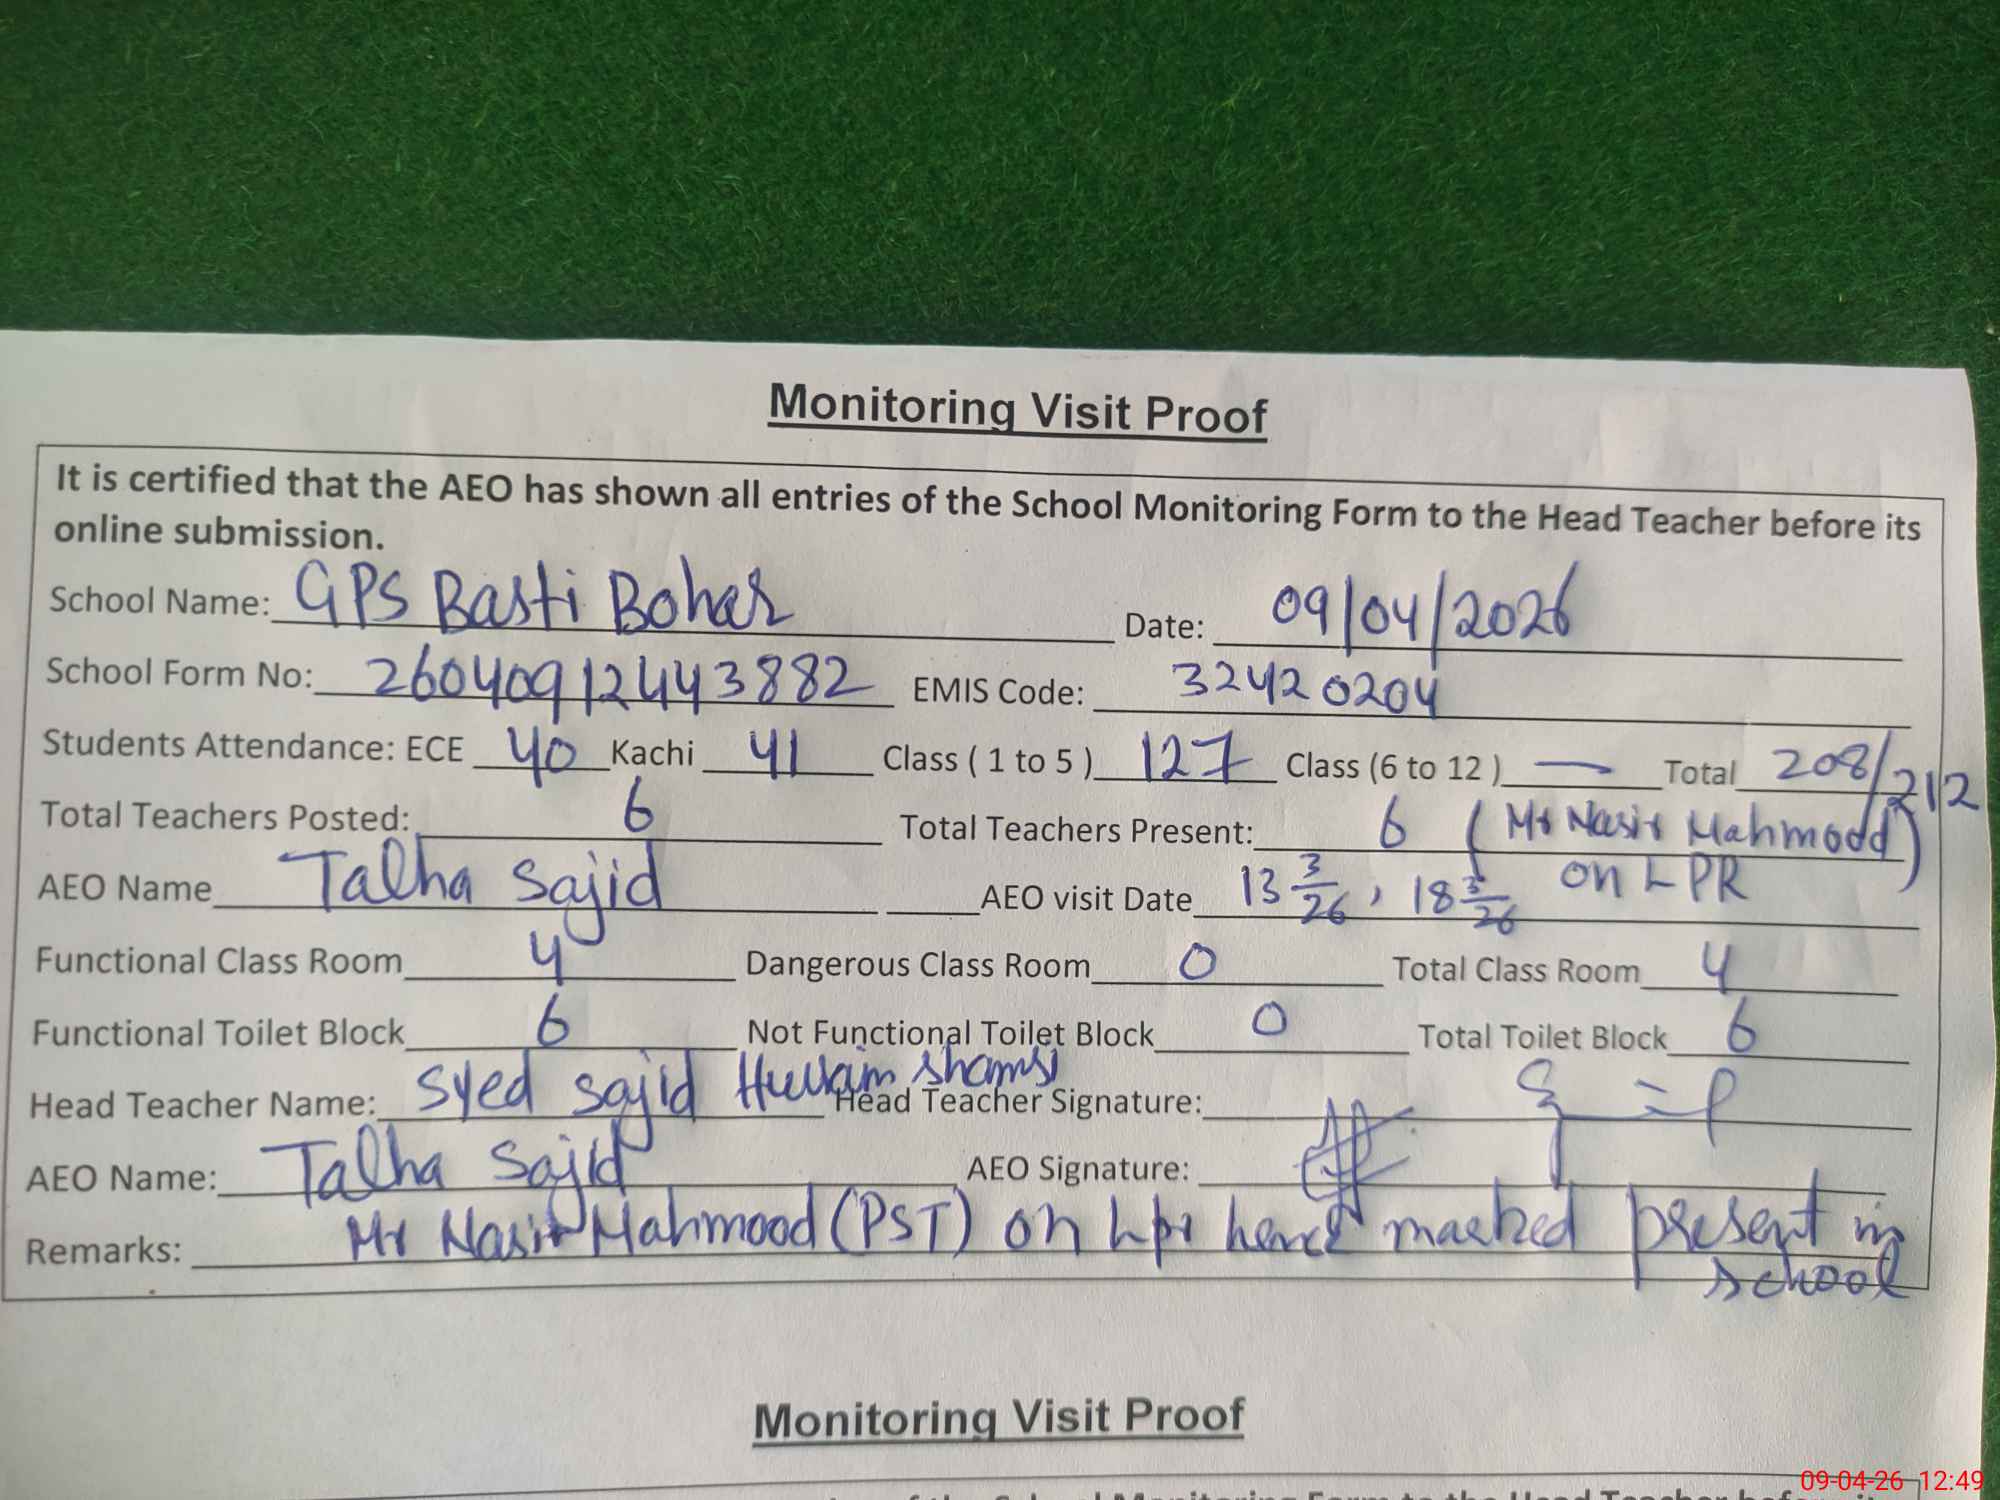 Monitoring Visit Proof
It is certified that the AEO has shown all entries of the School Monitoring Form to the Head Teacher before its
online submission.
School Name: GPS Basti Bohar Date: 09/04/2026
School Form No: 260409124443882 EMIS Code: 32420204
Students Attendance: ECE 40 Kachi 41 Class ( 1 to 5 ) 127 Class (6 to 12 ) — Total 208/212
Total Teachers Posted: 6 Total Teachers Present: 6 (Mr Nasir Mahmood)
on LPR
AEO Name Talha Sajid AEO visit Date 13 3/26, 18 3/26
Functional Class Room 4 Dangerous Class Room 0 Total Class Room 4
Functional Toilet Block 6 Not Functional Toilet Block 0 Total Toilet Block 6
Head Teacher Name: Syed Sajid Hussain Shamsi Head Teacher Signature:
AEO Name: Talha Sajid AEO Signature:
Remarks: Mr Nasir Mahmood (PST) on Lpr hence marked present in
school
Monitoring Visit Proof
09-04-26 12:49